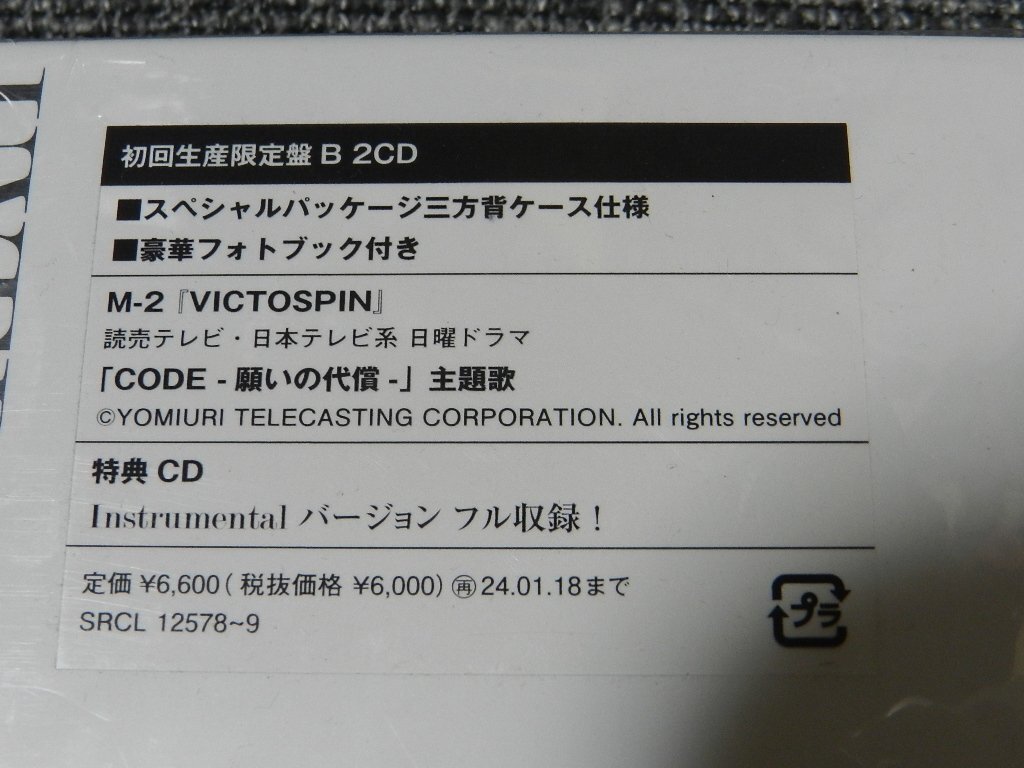 初回生産限定盤 B 2CD
■スペシャルパッケージ三方背ケース仕様
■豪華フォトブック付き
M-2『VICTOSPIN』
読売テレビ・日本テレビ系 日曜ドラマ
「CODE - 願いの代償 -」主題歌
©YOMIURI TELECASTING CORPORATION. All rights reserved
特典 CD
Instrumental バージョン フル収録！
定価 ¥6,600（税抜価格 ¥6,000）㊢24.01.18まで
SRCL 12578~9
プラ